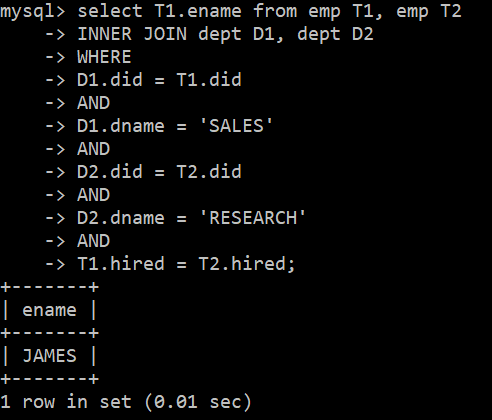 mysql> select T1.ename from emp T1, emp T2
    -> INNER JOIN dept D1, dept D2
    -> WHERE
    -> D1.did = T1.did
    -> AND
    -> D1.dname = 'SALES'
    -> AND
    -> D2.did = T2.did
    -> AND
    -> D2.dname = 'RESEARCH'
    -> AND
    -> T1.hired = T2.hired;
+-------+
| ename |
+-------+
| JAMES |
+-------+
1 row in set (0.01 sec)